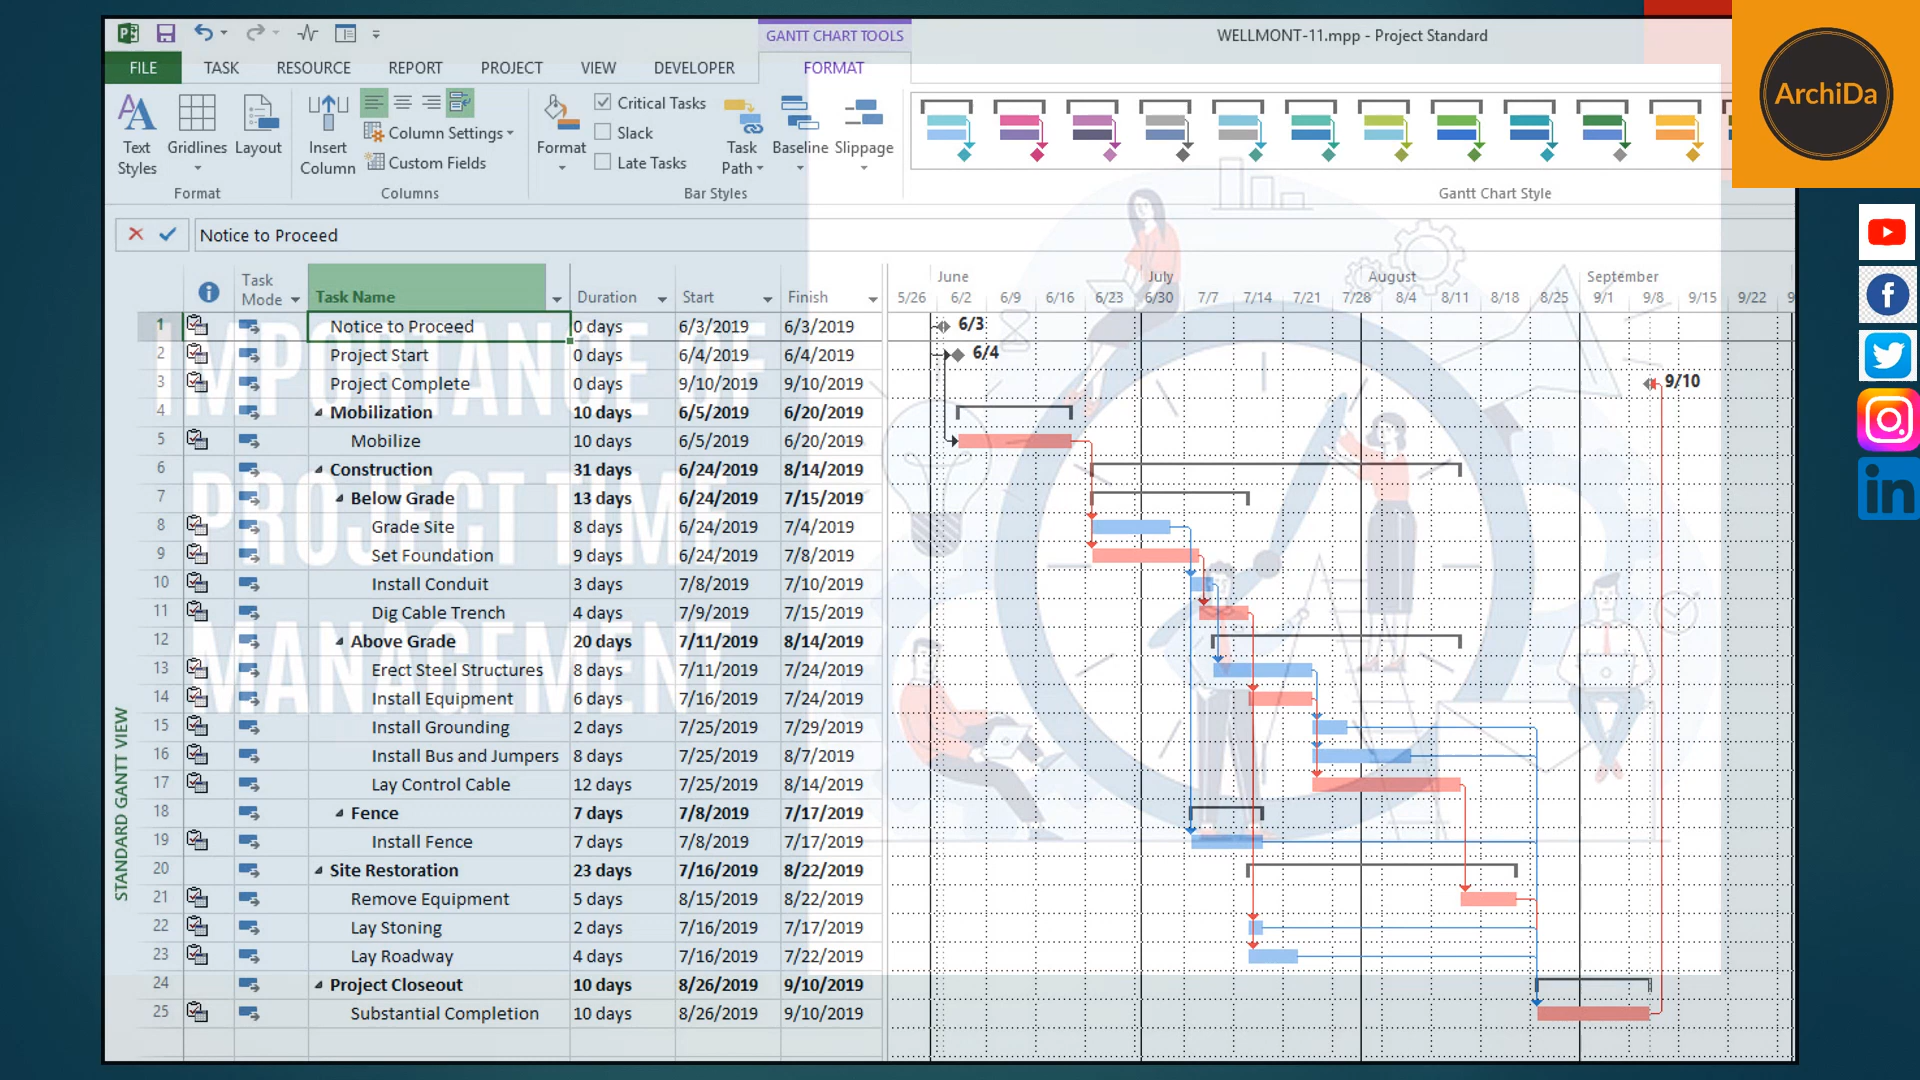 GANTT CHART TOOLS
WELLMONT-11.mpp - Project Standard
ArchiDa
FILE TASK RESOURCE REPORT PROJECT VIEW DEVELOPER FORMAT
Critical Tasks
Column Settings
Slack
Text Styles
Gridlines
Layout
Insert Column
Custom Fields
Format
Late Tasks
Task Path
Baseline
Slippage
Format
Columns
Bar Styles
Gantt Chart Style
Notice to Proceed
Task Mode Task Name Duration Start Finish
June July August September
5/26 6/2 6/9 6/16 6/23 6/30 7/7 7/14 7/21 7/28 8/4 8/11 8/18 8/25 9/1 9/8 9/15 9/22 9
1 Notice to Proceed 0 days 6/3/2019 6/3/2019 6/3
2 Project Start 0 days 6/4/2019 6/4/2019 6/4
3 Project Complete 0 days 9/10/2019 9/10/2019 9/10
4 Mobilization 10 days 6/5/2019 6/20/2019
5 Mobilize 10 days 6/5/2019 6/20/2019
6 Construction 31 days 6/24/2019 8/14/2019
7 Below Grade 13 days 6/24/2019 7/15/2019
8 Grade Site 8 days 6/24/2019 7/4/2019
9 Set Foundation 9 days 6/24/2019 7/8/2019
10 Install Conduit 3 days 7/8/2019 7/10/2019
11 Dig Cable Trench 4 days 7/9/2019 7/15/2019
12 Above Grade 20 days 7/11/2019 8/14/2019
13 Erect Steel Structures 8 days 7/11/2019 7/24/2019
14 Install Equipment 6 days 7/16/2019 7/24/2019
15 Install Grounding 2 days 7/25/2019 7/29/2019
16 Install Bus and Jumpers 8 days 7/25/2019 8/7/2019
17 Lay Control Cable 12 days 7/25/2019 8/14/2019
18 Fence 7 days 7/8/2019 7/17/2019
19 Install Fence 7 days 7/8/2019 7/17/2019
20 Site Restoration 23 days 7/16/2019 8/22/2019
21 Remove Equipment 5 days 8/15/2019 8/22/2019
22 Lay Stoning 2 days 7/16/2019 7/17/2019
23 Lay Roadway 4 days 7/16/2019 7/22/2019
24 Project Closeout 10 days 8/26/2019 9/10/2019
25 Substantial Completion 10 days 8/26/2019 9/10/2019
STANDARD GANTT VIEW
IMPORTANCE OF
PROJECT TIME
MANAGEMENT
in